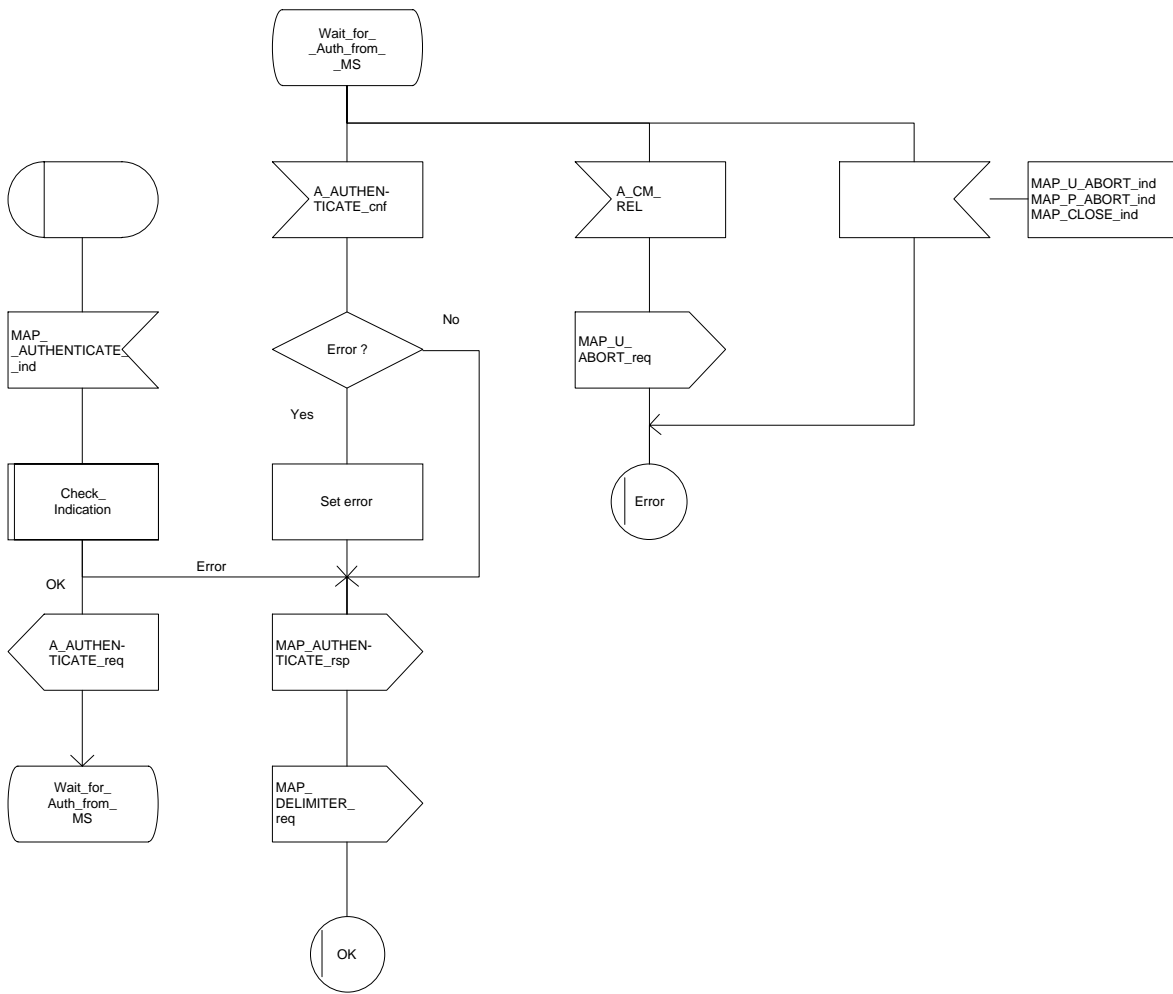 Wait_for_
_Auth_from_
_MS
A_AUTHEN-
TICATE_cnf
A_CM_
REL
MAP_U_ABORT_ind
MAP_P_ABORT_ind
MAP_CLOSE_ind
MAP_
_AUTHENTICATE_
_ind
Error ?
No
MAP_U_
ABORT_req
Yes
Check_
Indication
Set error
Error
Error
OK
A_AUTHEN-
TICATE_req
MAP_AUTHEN-
TICATE_rsp
Wait_for_
Auth_from_
MS
MAP_
DELIMITER_
req
OK